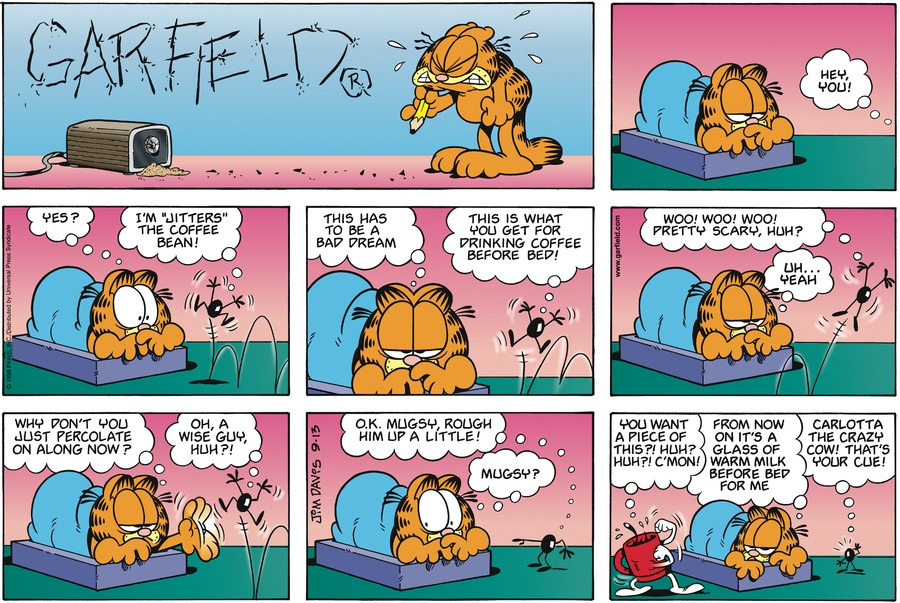 GARFIELD®
HEY,
YOU!
YES?
I'M "JITTERS"
THE COFFEE
BEAN!
THIS HAS
TO BE A
BAD DREAM
THIS IS WHAT
YOU GET FOR
DRINKING COFFEE
BEFORE BED!
www.garfield.com
WOO! WOO! WOO!
PRETTY SCARY, HUH?
UH...
YEAH
WHY DON'T YOU
JUST PERCOLATE
ON ALONG NOW?
OH, A
WISE GUY,
HUH?!
O.K. MUGSY, ROUGH
HIM UP A LITTLE!
MUGSY?
JIM DAVIS 9-13
YOU WANT
A PIECE OF
THIS?! HUH?
HUH?! C'MON!
FROM NOW
ON IT'S A
GLASS OF
WARM MILK
BEFORE BED
FOR ME
CARLOTTA
THE CRAZY
COW! THAT'S
YOUR CUE!
Distributed by Universal Press Syndicate